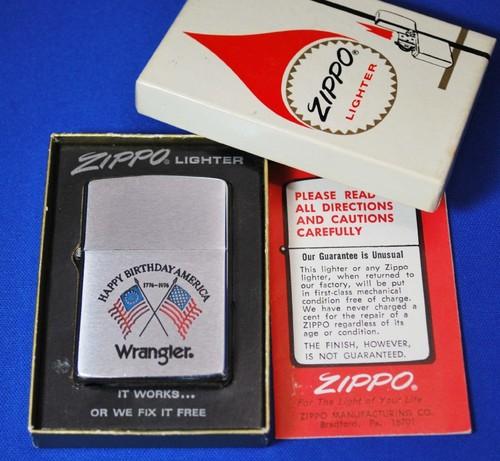 ZIPPO®
LIGHTER
ZIPPO® LIGHTER
HAPPY BIRTHDAY AMERICA
1776-1976
Wrangler®
IT WORKS...
OR WE FIX IT FREE
PLEASE READ
ALL DIRECTIONS
AND CAUTIONS
CAREFULLY
Our Guarantee is Unusual
This lighter or any Zippo
lighter, when returned to
our factory, will be put
in first-class mechanical
condition free of charge.
We have never charged a
cent for the repair of a
ZIPPO regardless of its
age or condition.
THE FINISH, HOWEVER,
IS NOT GUARANTEED.
ZIPPO®
For The Light of Your Life
ZIPPO MANUFACTURING CO.
Bradford, Pa. 16701